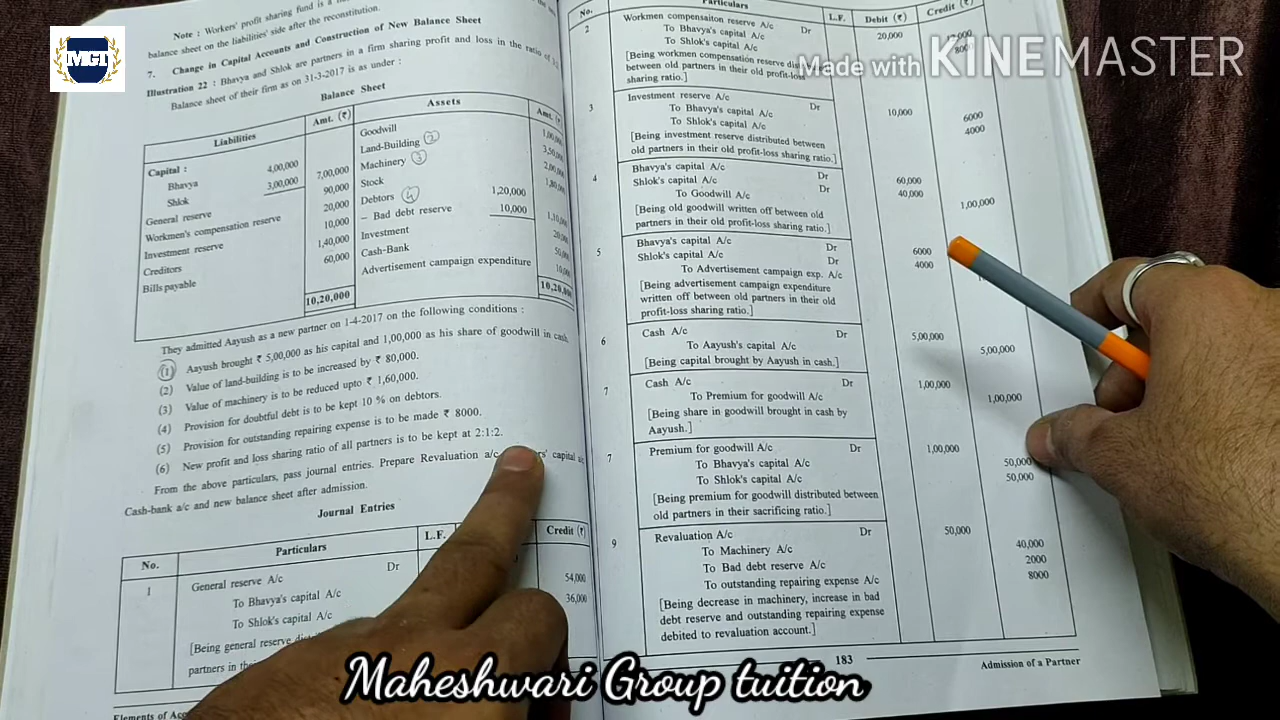 MGT
Made with KINEMASTER
Note : Workers' profit sharing fund is a
balance sheet on the liabilities' side after the reconstitution.
7. Change in Capital Accounts and Construction of New Balance Sheet
Illustration 22 : Bhavya and Shlok are partners in a firm sharing profit and loss in the ratio of
Balance sheet of their firm as on 31-3-2017 is as under :
Balance Sheet
Liabilities Amt. (₹) Assets Amt. (₹
Capital : Goodwill 1,00,
Bhavya 4,00,000 Land-Building (2) 3,50,
Shlok 3,00,000 7,00,000 Machinery (3) 2,00,
General reserve 90,000 Stock 1,80,
Workmen's compensation reserve 20,000 Debtors (4) 1,20,000
Investment reserve 10,000 – Bad debt reserve 10,000 1,10,
Creditors 1,40,000 Investment 20,
Bills payable 60,000 Cash-Bank 50,
Advertisement campaign expenditure 10,
10,20,000 10,20,000
They admitted Aayush as a new partner on 1-4-2017 on the following conditions :
(1) Aayush brought ₹ 5,00,000 as his capital and 1,00,000 as his share of goodwill in cash.
(2) Value of land-building is to be increased by ₹ 80,000.
(3) Value of machinery is to be reduced upto ₹ 1,60,000.
(4) Provision for doubtful debt is to be kept 10 % on debtors.
(5) Provision for outstanding repairing expense is to be made ₹ 8000.
(6) New profit and loss sharing ratio of all partners is to be kept at 2:1:2.
From the above particulars, pass journal entries. Prepare Revaluation a/c, capital
Cash-bank a/c and new balance sheet after admission.
Journal Entries
No. Particulars L.F. Credit (₹)
1 General reserve A/c Dr
To Bhavya's capital A/c 54,000
To Shlok's capital A/c 36,000
[Being general reserve
partners in
Elements of
No. Particulars L.F. Debit (₹) Credit (₹)
2 Workmen compensaiton reserve A/c Dr 20,000
To Bhavya's capital A/c
To Shlok's capital A/c 8000
[Being workmen compensation reserve
between old partners in their old profit-loss
sharing ratio.]
3 Investment reserve A/c Dr 10,000
To Bhavya's capital A/c 6000
To Shlok's capital A/c 4000
[Being investment reserve distributed between
old partners in their old profit-loss sharing ratio.]
4 Bhavya's capital A/c Dr 60,000
Shlok's capital A/c Dr 40,000
To Goodwill A/c 1,00,000
[Being old goodwill written off between old
partners in their old profit-loss sharing ratio.]
5 Bhavya's capital A/c Dr 6000
Shlok's capital A/c Dr 4000
To Advertisement campaign exp. A/c
[Being advertisement campaign expenditure
written off between old partners in their old
profit-loss sharing ratio.]
6 Cash A/c Dr 5,00,000
To Aayush's capital A/c 5,00,000
[Being capital brought by Aayush in cash.]
7 Cash A/c Dr 1,00,000
To Premium for goodwill A/c 1,00,000
[Being share in goodwill brought in cash by
Aayush.]
7 Premium for goodwill A/c Dr 1,00,000
To Bhavya's capital A/c 50,000
To Shlok's capital A/c 50,000
[Being premium for goodwill distributed between
old partners in their sacrificing ratio.]
9 Revaluation A/c Dr 50,000
To Machinery A/c 40,000
To Bad debt reserve A/c 2000
To outstanding repairing expense A/c 8000
[Being decrease in machinery, increase in bad
debt reserve and outstanding repairing expense
debited to revaluation account.]
183 Admission of a Partner
Maheshwari Group tuition